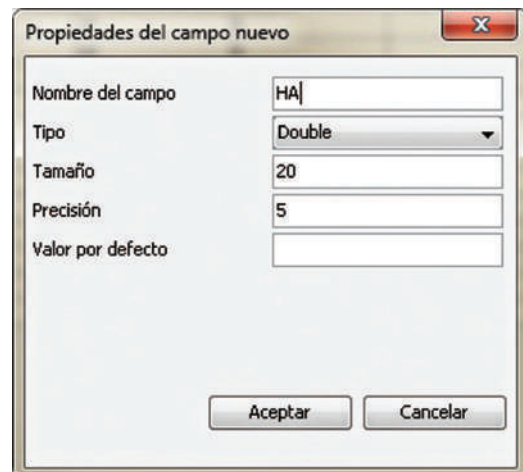 Propiedades del campo nuevo
Nombre del campo HA
Tipo Double
Tamaño 20
Precisión 5
Valor por defecto
Aceptar Cancelar